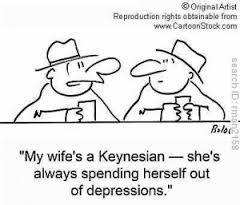 © Original Artist
Reproduction rights obtainable from
www.CartoonStock.com
"My wife's a Keynesian — she's
always spending herself out
of depressions."